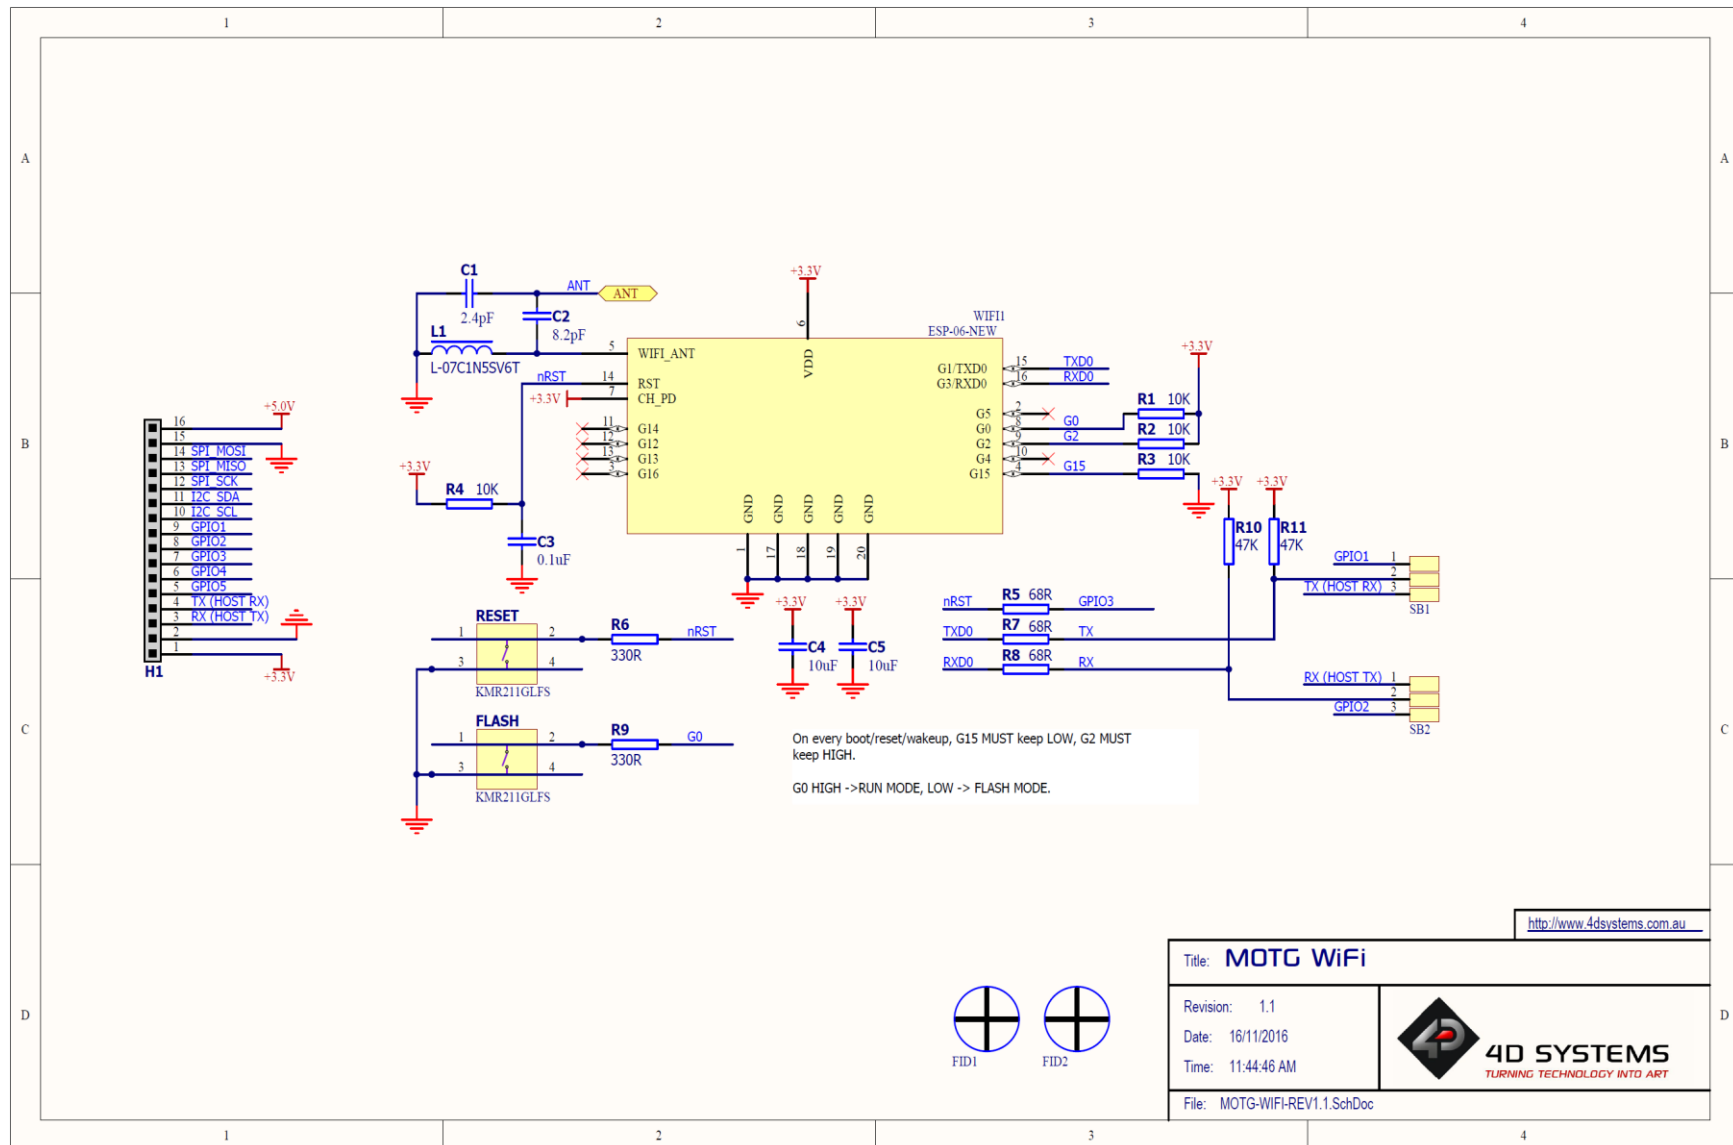 1 2 3 4
A A
B B
C C
D D
1 2 3 4
C1
2.4pF
ANT
ANT
C2
8.2pF
L1
L-07C1N5SV6T
+3.3V
6
VDD
WIFI1
ESP-06-NEW
5 WIFI_ANT
nRST 14 RST
+3.3V 7 CH_PD
11 G14
12 G12
13 G13
3 G16
G1/TXD0 15 TXD0
G3/RXD0 16 RXD0
G5 2
G0 8 G0
G2 9 G2
G4 10
G15 4 G15
GND GND GND GND GND
1 17 18 19 20
+3.3V
R1 10K
R2 10K
R3 10K
+3.3V
R4 10K
C3
0.1uF
+5.0V
16
15
14 SPI_MOSI
13 SPI_MISO
12 SPI_SCK
11 I2C_SDA
10 I2C_SCL
9 GPIO1
8 GPIO2
7 GPIO3
6 GPIO4
5 GPIO5
4 TX (HOST RX)
3 RX (HOST TX)
2
1
H1
+3.3V
RESET
1 2
3 4
KMR211GLFS
R6
330R
nRST
FLASH
1 2
3 4
KMR211GLFS
R9
330R
G0
+3.3V +3.3V
C4
10uF
C5
10uF
nRST R5 68R GPIO3
TXD0 R7 68R TX
RXD0 R8 68R RX
+3.3V +3.3V
R10
47K
R11
47K
GPIO1 1
2
TX (HOST RX) 3
SB1
RX (HOST TX) 1
2
GPIO2 3
SB2
On every boot/reset/wakeup, G15 MUST keep LOW, G2 MUST
keep HIGH.
G0 HIGH ->RUN MODE, LOW -> FLASH MODE.
FID1 FID2
http://www.4dsystems.com.au
Title: MOTG WiFi
Revision: 1.1
Date: 16/11/2016
Time: 11:44:46 AM
4D SYSTEMS
TURNING TECHNOLOGY INTO ART
File: MOTG-WIFI-REV1.1.SchDoc